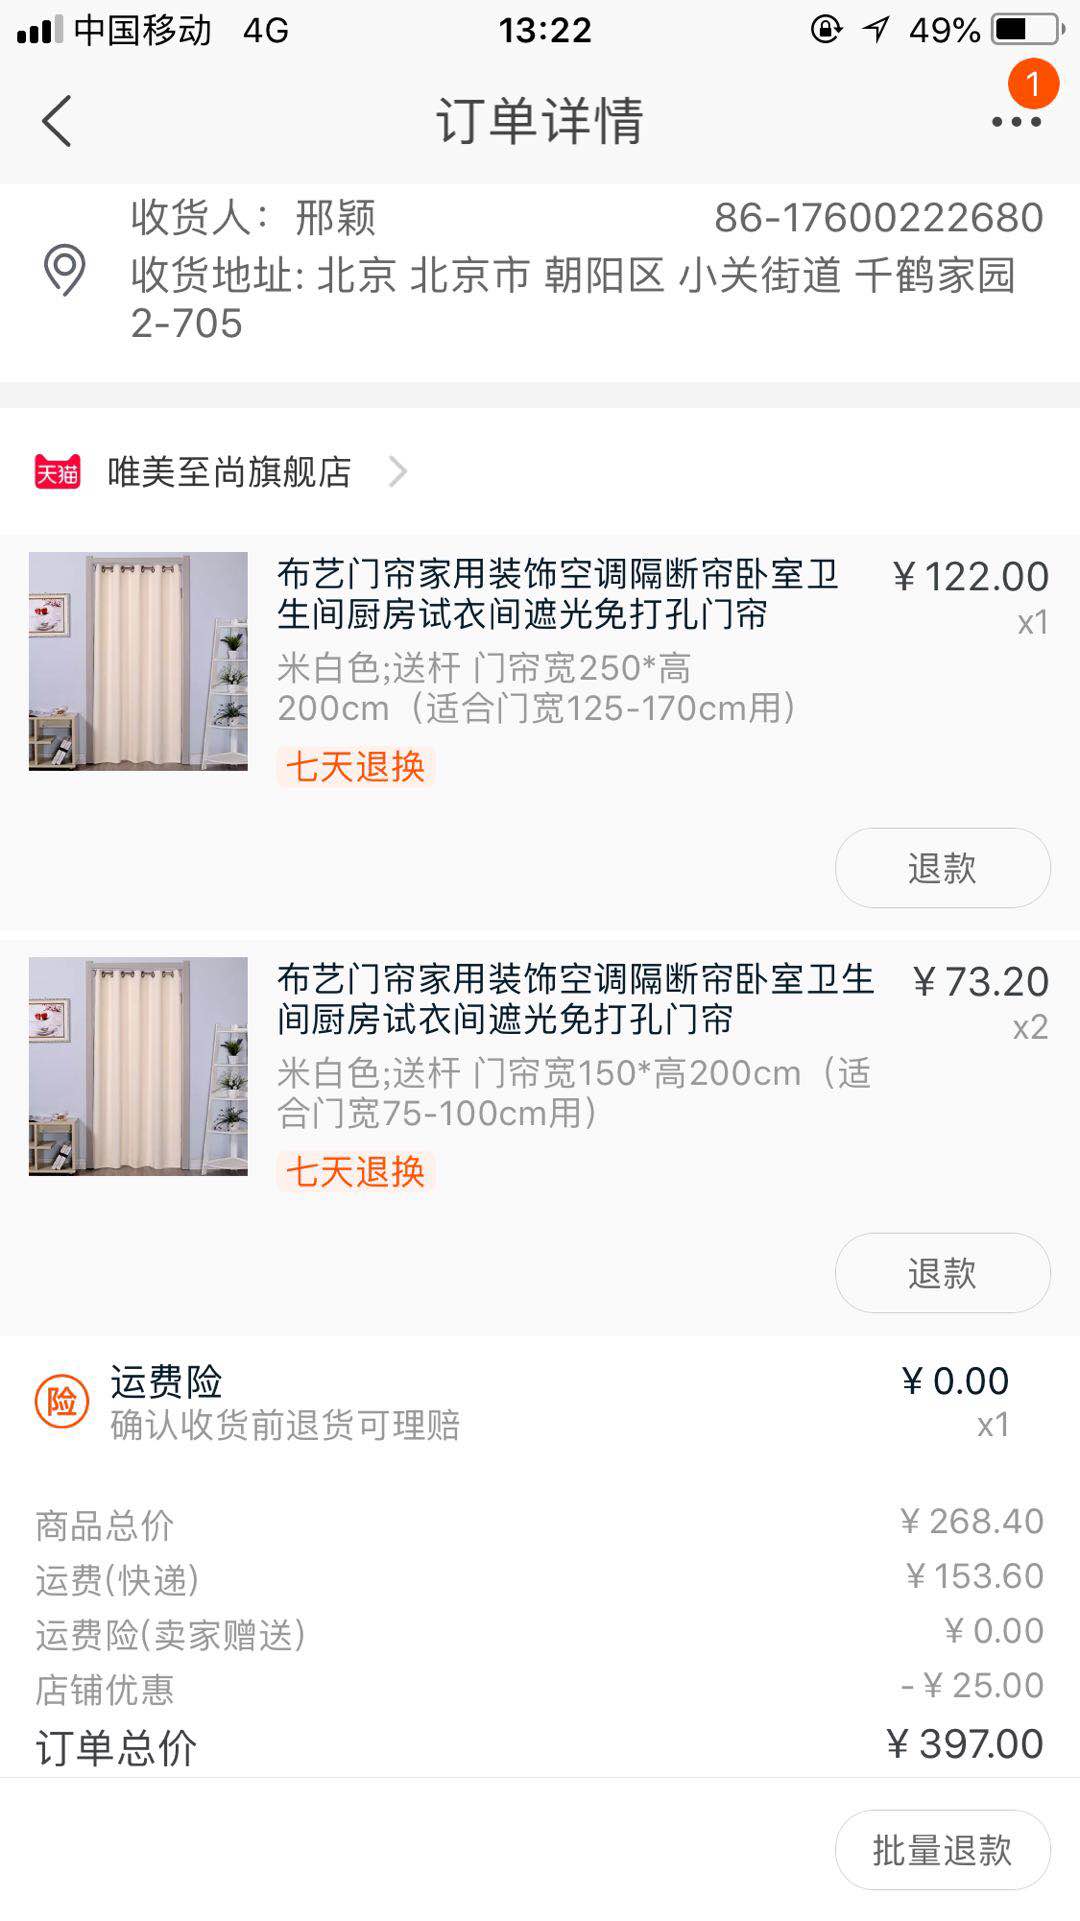 中国移动 4G 13:22 49%
订单详情
1
收货人：邢颖 86-17600222680
收货地址: 北京 北京市 朝阳区 小关街道 千鹤家园
2-705
天猫 唯美至尚旗舰店
布艺门帘家用装饰空调隔断帘卧室卫 ¥ 122.00
生间厨房试衣间遮光免打孔门帘 x1
米白色;送杆 门帘宽250*高
200cm（适合门宽125-170cm用）
七天退换
退款
布艺门帘家用装饰空调隔断帘卧室卫生 ¥ 73.20
间厨房试衣间遮光免打孔门帘 x2
米白色;送杆 门帘宽150*高200cm（适
合门宽75-100cm用）
七天退换
退款
险 运费险 ¥ 0.00
确认收货前退货可理赔 x1
商品总价 ¥ 268.40
运费(快递) ¥ 153.60
运费险(卖家赠送) ¥ 0.00
店铺优惠 - ¥ 25.00
订单总价 ¥ 397.00
批量退款